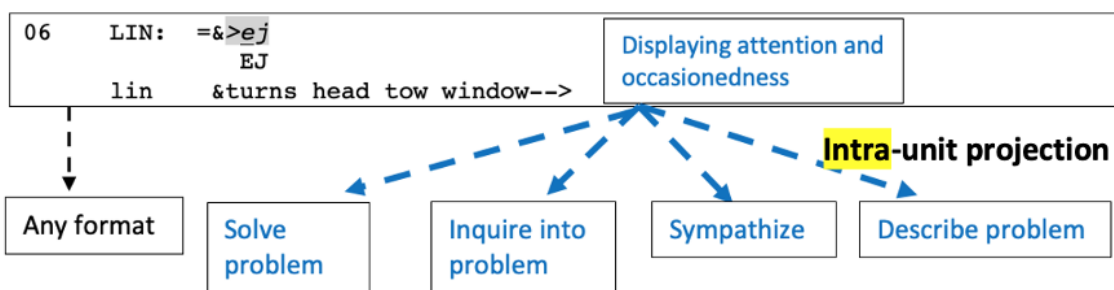 06 LIN: =&>ej
EJ
lin &turns head tow window-->
Displaying attention and
occasionedness
Intra-unit projection
Any format
Solve
problem
Inquire into
problem
Sympathize
Describe problem